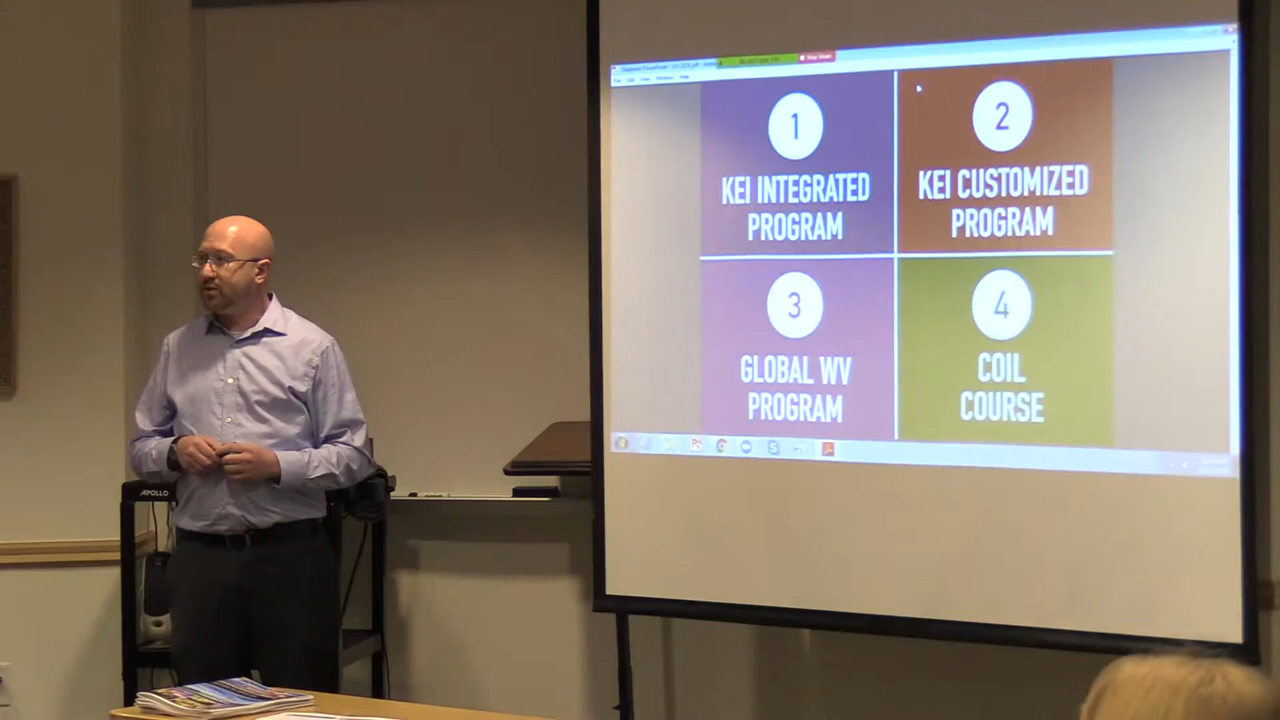 1
KEI INTEGRATED
PROGRAM
2
KEI CUSTOMIZED
PROGRAM
3
GLOBAL WV
PROGRAM
4
COIL
COURSE
APOLLO